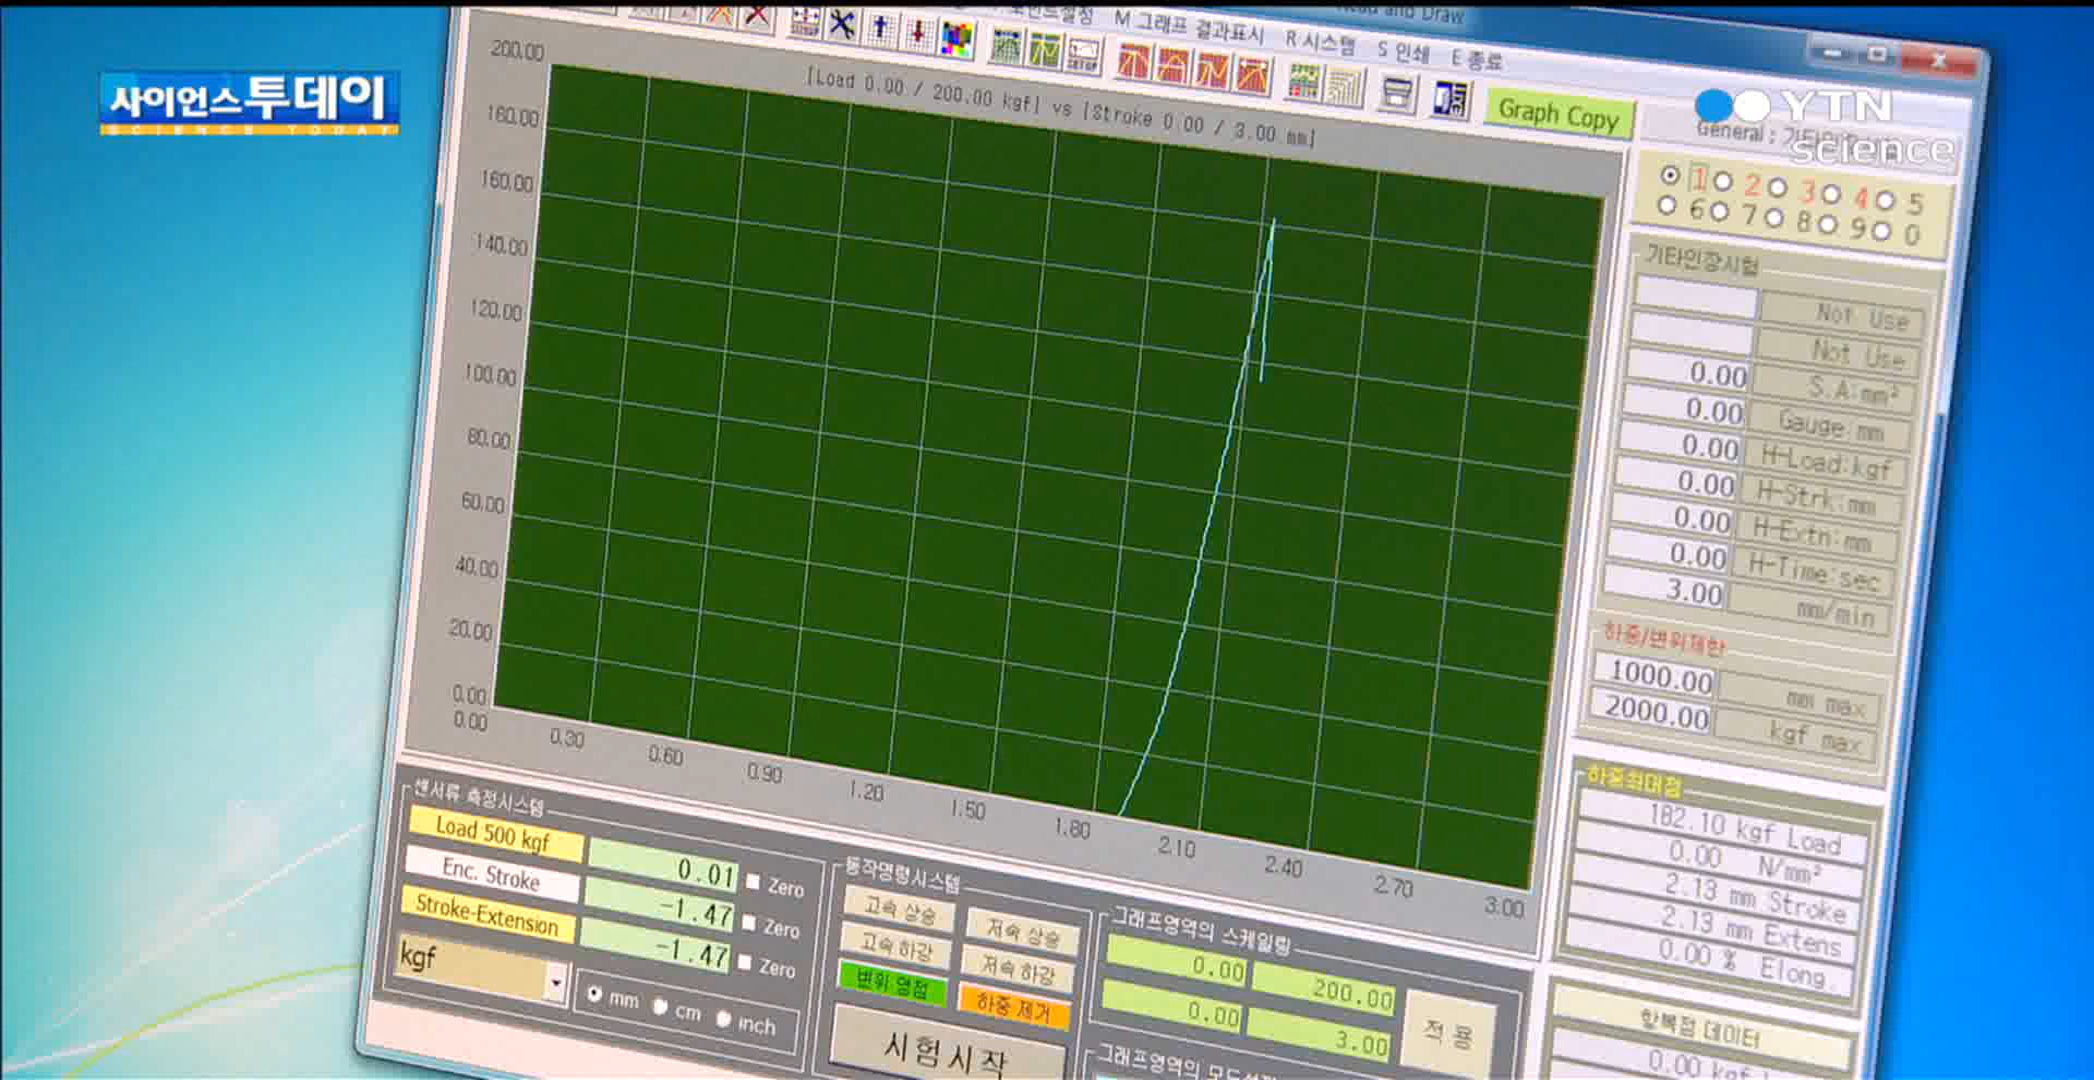 사이언스투데이
SCIENCE TODAY
YTN
science
Read and Draw
M 그래프 결과표시 R 시스템 S 인쇄 E 종료
Graph Copy
[Load 0.00 / 200.00 kgf] vs [Stroke 0.00 / 3.00 mm]
200.00
160.00
160.00
140.00
120.00
100.00
80.00
60.00
40.00
20.00
0.00
0.00 0.30 0.60 0.90 1.20 1.50 1.80 2.10 2.40 2.70 3.00
General :
1 2 3 4 5
6 7 8 9 0
기타인장시험
Not Use
Not Use
0.00 S.A:mm²
0.00 Gauge:mm
0.00 H-Load:kgf
0.00 H-Strk:mm
0.00 H-Extn:mm
0.00 H-Time:sec
3.00 mm/min
하중/변위제한
1000.00 mm max
2000.00 kgf max
하중최대점
182.10 kgf Load
0.00 N/mm²
2.13 mm Stroke
2.13 mm Extens
0.00 % Elong.
항복점 데이터
0.00 kgf
센서류 측정시스템
Load 500 kgf 0.01 Zero
Enc. Stroke -1.47 Zero
Stroke-Extension -1.47 Zero
kgf
mm cm inch
동작명령시스템
고속 상승 저속 상승
고속 하강 저속 하강
변위 영점 하중 제거
시험시작
그래프영역의 스케일링
0.00 200.00
0.00 3.00
적용
그래프영역의